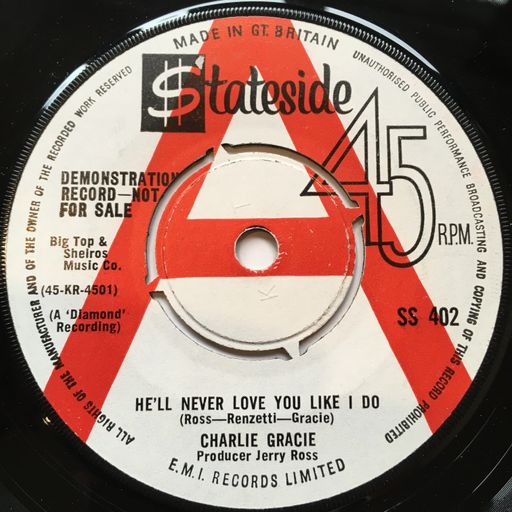 MADE IN GT. BRITAIN
$tateside
45 R.P.M.
DEMONSTRATION
RECORD—NOT
FOR SALE
Big Top &
Sheiros
Music Co.
(45-KR-4501)
(A 'Diamond'
Recording)
SS 402
HE'LL NEVER LOVE YOU LIKE I DO
(Ross—Renzetti—Gracie)
CHARLIE GRACIE
Producer Jerry Ross
E.M.I. RECORDS LIMITED
ALL RIGHTS OF THE MANUFACTURER AND OF THE OWNER OF THE RECORDED WORK RESERVED
UNAUTHORISED PUBLIC PERFORMANCE BROADCASTING AND COPYING OF THIS RECORD PROHIBITED
A
K